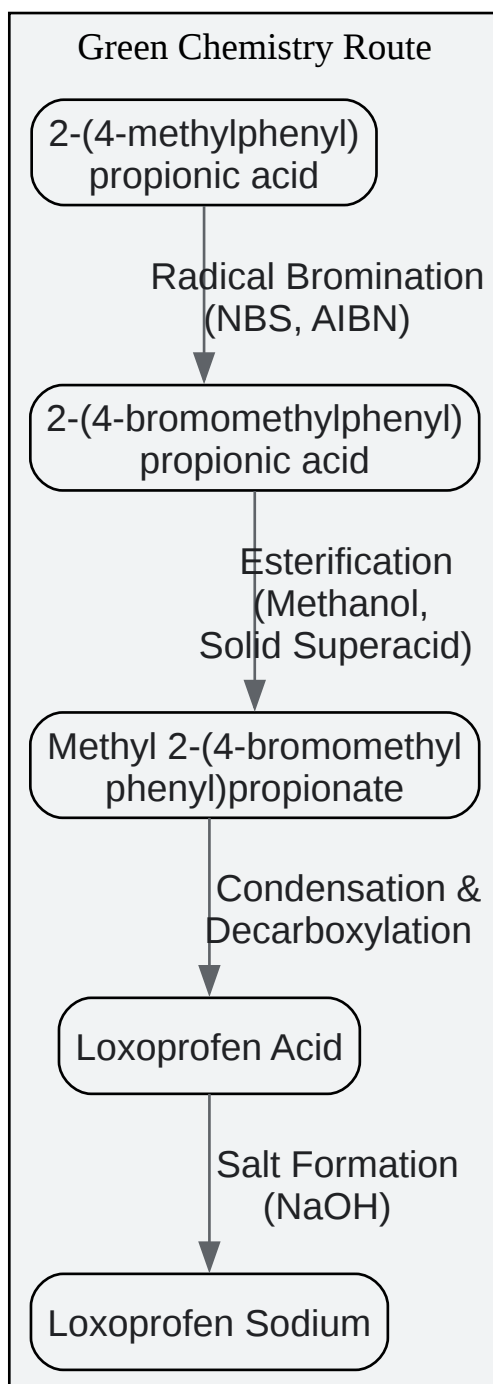 Green Chemistry Route
2-(4-methylphenyl)
propionic acid
Radical Bromination
(NBS, AIBN)
2-(4-bromomethylphenyl)
propionic acid
Esterification
(Methanol,
Solid Superacid)
Methyl 2-(4-bromomethyl
phenyl)propionate
Condensation &
Decarboxylation
Loxoprofen Acid
Salt Formation
(NaOH)
Loxoprofen Sodium